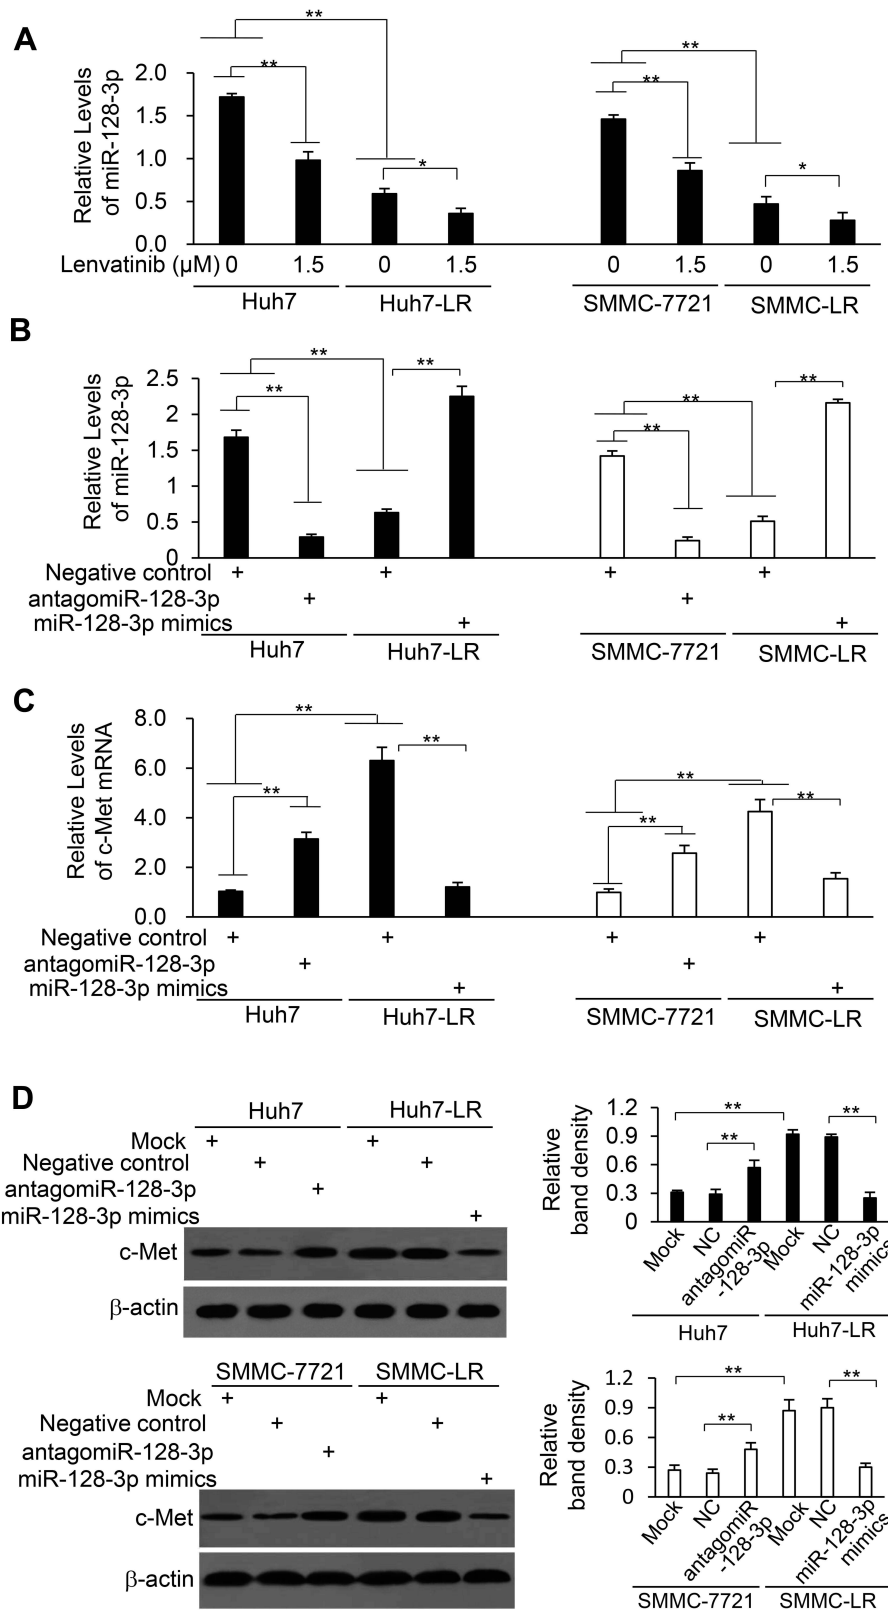 A
Relative Levels
of miR-128-3p
2.0
1.5
1.0
0.5
0.0
** ** * ** ** *
Lenvatinib (μM) 0 1.5 0 1.5 0 1.5 0 1.5
Huh7 Huh7-LR SMMC-7721 SMMC-LR
B
Relative Levels
of miR-128-3p
2.5
2
1.5
1
0.5
0
** ** ** ** ** **
Negative control + + + +
antagomiR-128-3p + +
miR-128-3p mimics + +
Huh7 Huh7-LR SMMC-7721 SMMC-LR
C
Relative Levels
of c-Met mRNA
8.0
6.0
4.0
2.0
0.0
** ** ** ** ** **
Negative control + + + +
antagomiR-128-3p + +
miR-128-3p mimics + +
Huh7 Huh7-LR SMMC-7721 SMMC-LR
D
Huh7 Huh7-LR
Mock + +
Negative control + +
antagomiR-128-3p +
miR-128-3p mimics +
c-Met
β-actin
Relative
band density
1.2
0.9
0.6
0.3
0
** ** **
Mock
NC
antagomiR
-128-3p
Mock
NC
miR-128-3p
mimics
Huh7 Huh7-LR
SMMC-7721 SMMC-LR
Mock + +
Negative control + +
antagomiR-128-3p +
miR-128-3p mimics +
c-Met
β-actin
Relative
band density
1.2
0.9
0.6
0.3
0
** ** **
Mock
NC
antagomiR
-128-3p
Mock
NC
miR-128-3p
mimics
SMMC-7721 SMMC-LR